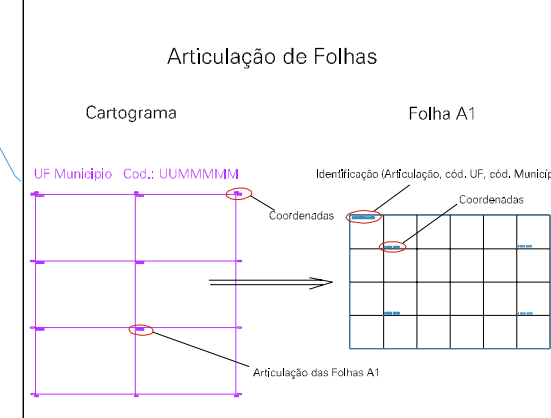 Articulação de Folhas
Cartograma
Folha A1
UF Municipio Cod.: UUMMMMM
Identificação (Articulação, cód. UF, cód. Municíp
Coordenadas
Coordenadas
Articulação das Folhas A1